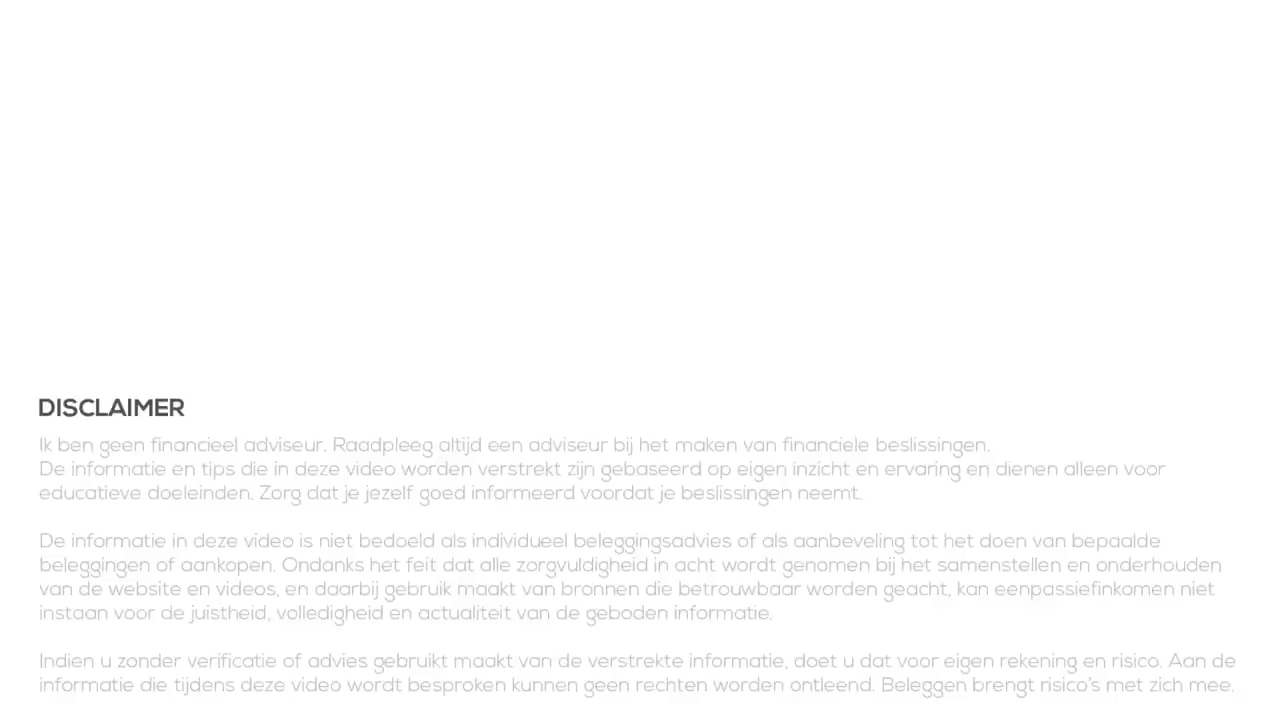 DISCLAIMER
Ik ben geen financieel adviseur. Raadpleeg altijd een adviseur bij het maken van financiele beslissingen.
De informatie en tips die in deze video worden verstrekt zijn gebaseerd op eigen inzicht en ervaring en dienen alleen voor
educatieve doeleinden. Zorg dat je jezelf goed informeerd voordat je beslissingen neemt.
De informatie in deze video is niet bedoeld als individueel beleggingsadvies of als aanbeveling tot het doen van bepaalde
beleggingen of aankopen. Ondanks het feit dat alle zorgvuldigheid in acht wordt genomen bij het samenstellen en onderhouden
van de website en videos, en daarbij gebruik maakt van bronnen die betrouwbaar worden geacht, kan eenpassiefinkomen niet
instaan voor de juistheid, volledigheid en actualiteit van de geboden informatie.
Indien u zonder verificatie of advies gebruikt maakt van de verstrekte informatie, doet u dat voor eigen rekening en risico. Aan de
informatie die tijdens deze video wordt besproken kunnen geen rechten worden ontleend. Beleggen brengt risico's met zich mee.